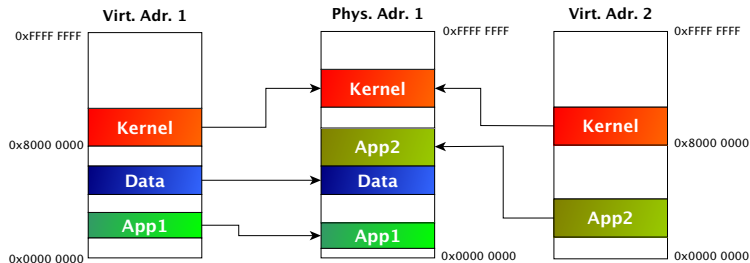 Virt. Adr. 1
Phys. Adr. 1
Virt. Adr. 2
0xFFFF FFFF
0xFFFF FFFF
0xFFFF FFFF
Kernel
Kernel
Kernel
0x8000 0000
0x8000 0000
App2
Data
Data
App1
App1
App2
0x0000 0000
0x0000 0000
0x0000 0000